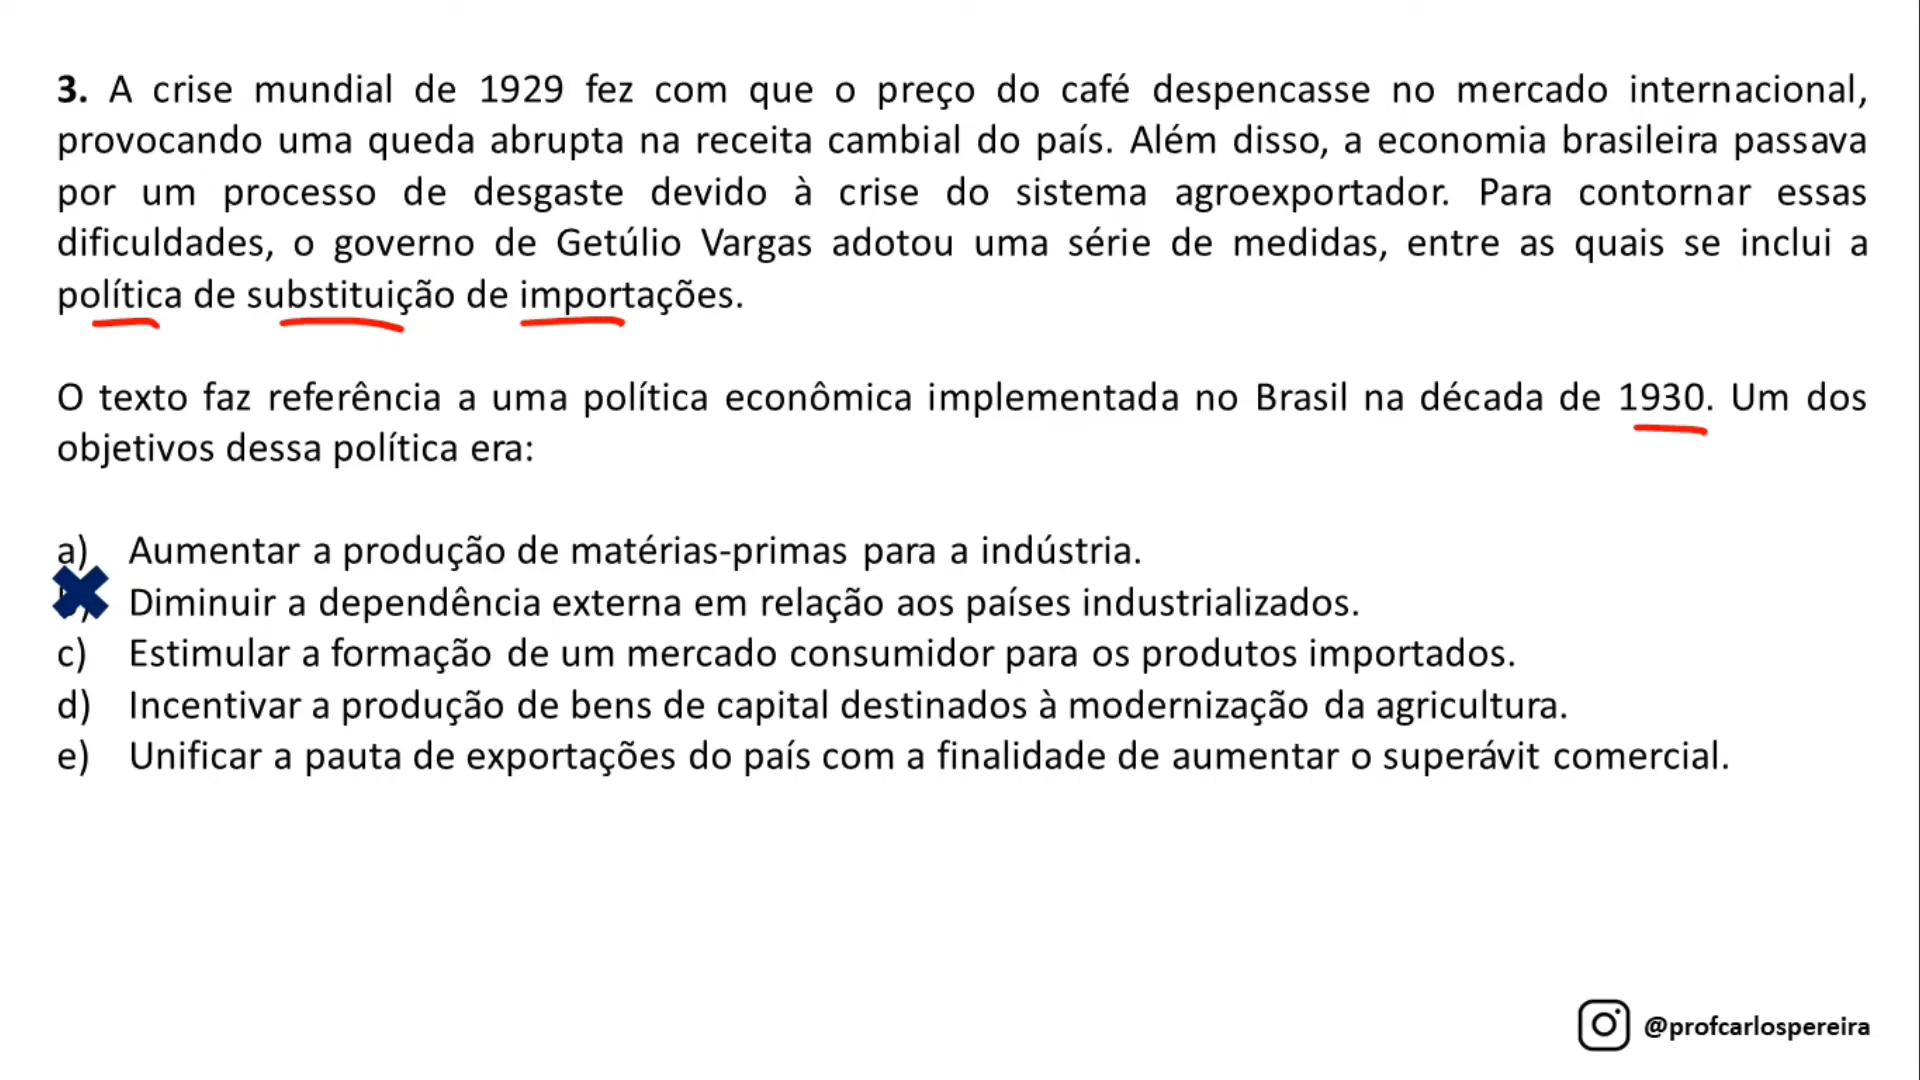 3. A crise mundial de 1929 fez com que o preço do café despencasse no mercado internacional,
provocando uma queda abrupta na receita cambial do país. Além disso, a economia brasileira passava
por um processo de desgaste devido à crise do sistema agroexportador. Para contornar essas
dificuldades, o governo de Getúlio Vargas adotou uma série de medidas, entre as quais se inclui a
política de substituição de importações.
O texto faz referência a uma política econômica implementada no Brasil na década de 1930. Um dos
objetivos dessa política era:
a) Aumentar a produção de matérias-primas para a indústria.
Diminuir a dependência externa em relação aos países industrializados.
c) Estimular a formação de um mercado consumidor para os produtos importados.
d) Incentivar a produção de bens de capital destinados à modernização da agricultura.
e) Unificar a pauta de exportações do país com a finalidade de aumentar o superávit comercial.
@profcarlospereira